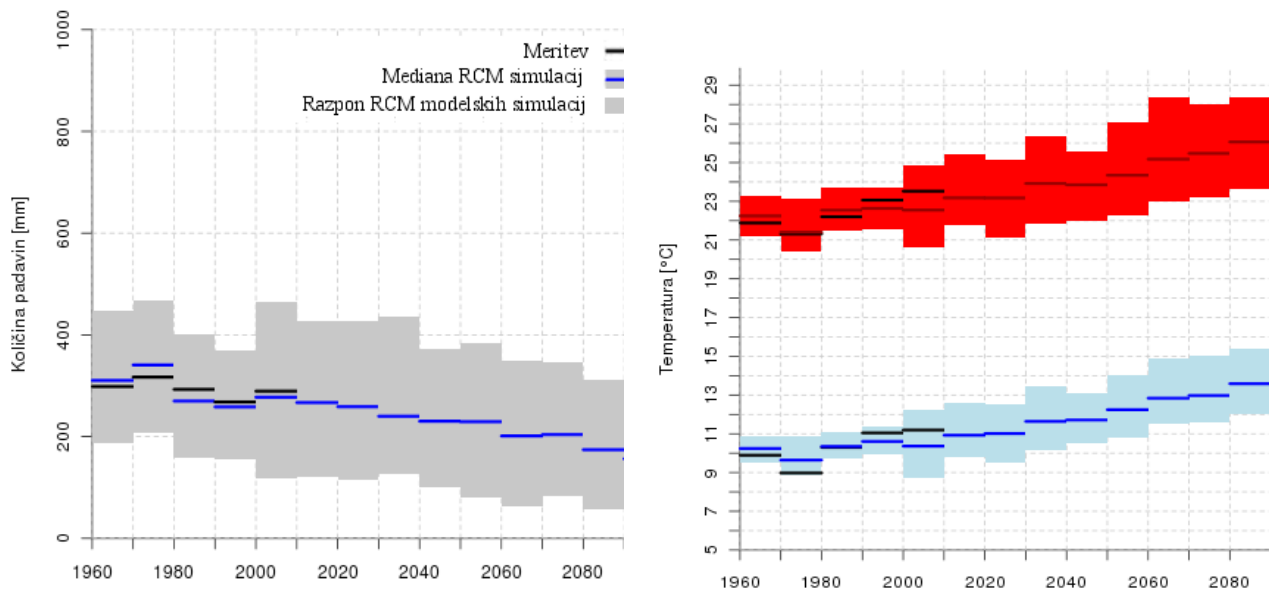 Količina padavin [mm]
1000
800
600
400
200
0
Meritev
Mediana RCM simulacij
Razpon RCM modelskih simulacij
1960 1980 2000 2020 2040 2060 2080
Temperatura [°C]
29
27
25
23
21
19
17
15
13
11
9
7
5
1960 1980 2000 2020 2040 2060 2080